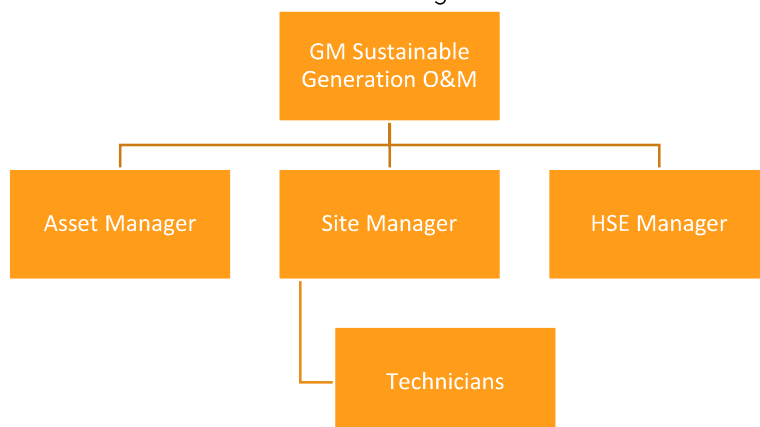 GM Sustainable
Generation O&M
Asset Manager
Site Manager
HSE Manager
Technicians